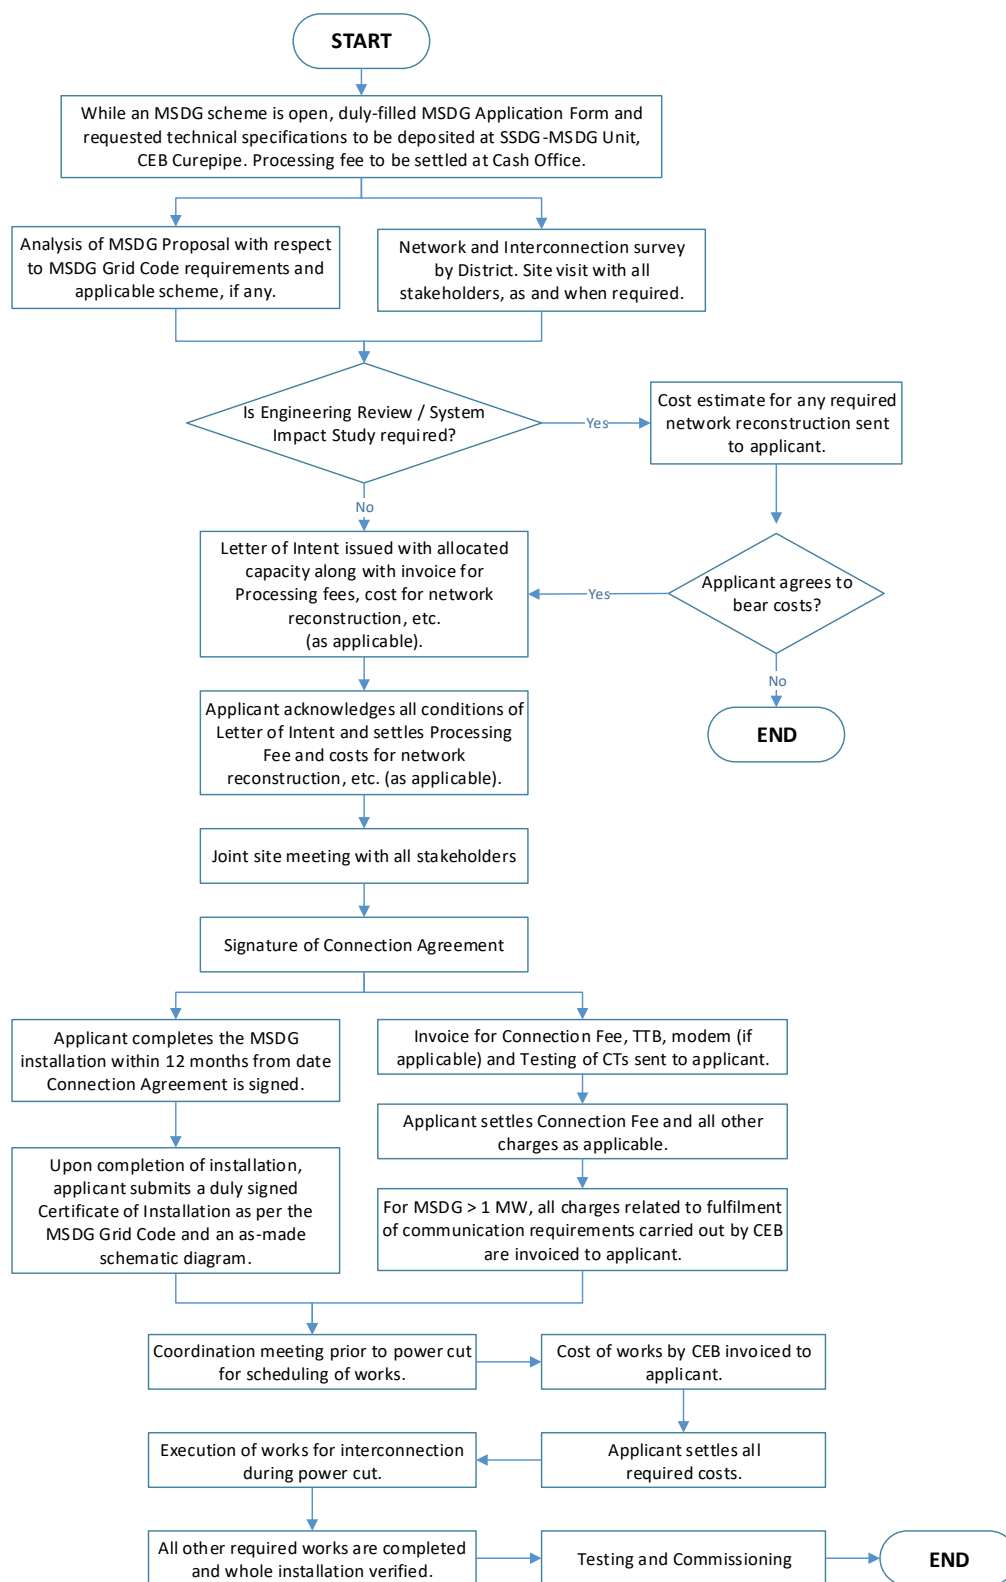 START
While an MSDG scheme is open, duly-filled MSDG Application Form and
requested technical specifications to be deposited at SSDG-MSDG Unit,
CEB Curepipe. Processing fee to be settled at Cash Office.
Analysis of MSDG Proposal with respect
to MSDG Grid Code requirements and
applicable scheme, if any.
Network and Interconnection survey
by District. Site visit with all
stakeholders, as and when required.
Is Engineering Review / System
Impact Study required?
Yes
Cost estimate for any required
network reconstruction sent
to applicant.
No
Letter of Intent issued with allocated
capacity along with invoice for
Processing fees, cost for network
reconstruction, etc.
(as applicable).
Yes
Applicant agrees to
bear costs?
No
END
Applicant acknowledges all conditions of
Letter of Intent and settles Processing
Fee and costs for network
reconstruction, etc. (as applicable).
Joint site meeting with all stakeholders
Signature of Connection Agreement
Applicant completes the MSDG
installation within 12 months from date
Connection Agreement is signed.
Invoice for Connection Fee, TTB, modem (if
applicable) and Testing of CTs sent to applicant.
Applicant settles Connection Fee and all other
charges as applicable.
Upon completion of installation,
applicant submits a duly signed
Certificate of Installation as per the
MSDG Grid Code and an as-made
schematic diagram.
For MSDG > 1 MW, all charges related to fulfilment
of communication requirements carried out by CEB
are invoiced to applicant.
Coordination meeting prior to power cut
for scheduling of works.
Cost of works by CEB invoiced to
applicant.
Execution of works for interconnection
during power cut.
Applicant settles all
required costs.
All other required works are completed
and whole installation verified.
Testing and Commissioning
END